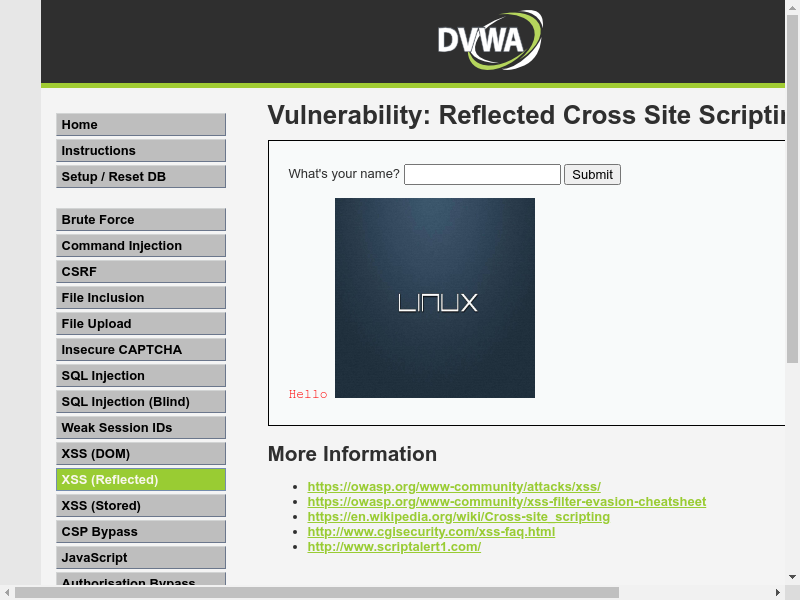 DVWA
Vulnerability: Reflected Cross Site
Home
Instructions
Setup / Reset DB
Brute Force
Command Injection
CSRF
File Inclusion
File Upload
Insecure CAPTCHA
SQL Injection
SQL Injection (Blind)
Weak Session IDs
XSS (DOM)
XSS (Reflected)
XSS (Stored)
CSP Bypass
JavaScript
Authorisation Bypass
What's your name?
Submit
LINUX
Hello
More Information
https://owasp.org/www-community/attacks/xss/
https://owasp.org/www-community/xss-filter-evasion-cheatsheet
https://en.wikipedia.org/wiki/Cross-site_scripting
http://www.cgisecurity.com/xss-faq.html
http://www.scriptalert1.com/